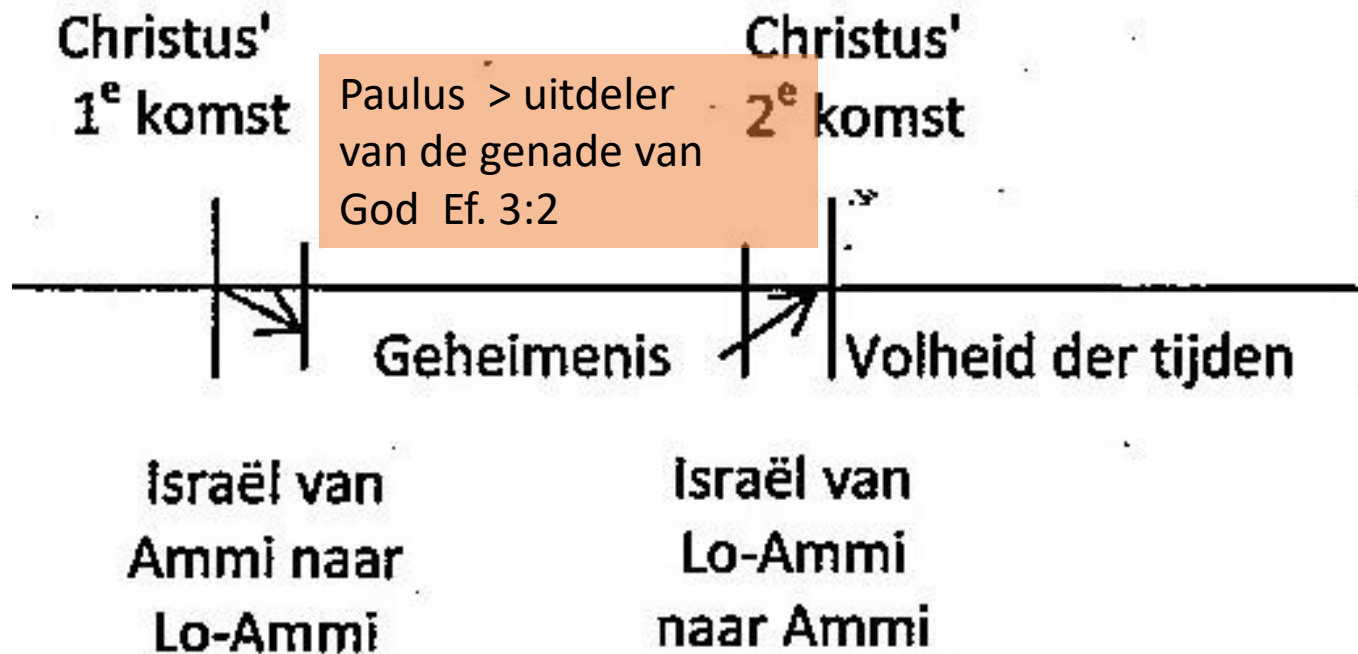 Christus'
1e komst
Paulus > uitdeler
van de genade van
God Ef. 3:2
Christus'
2e komst
Geheimenis
Volheid der tijden
Israël van
Ammi naar
Lo-Ammi
Israël van
Lo-Ammi
naar Ammi